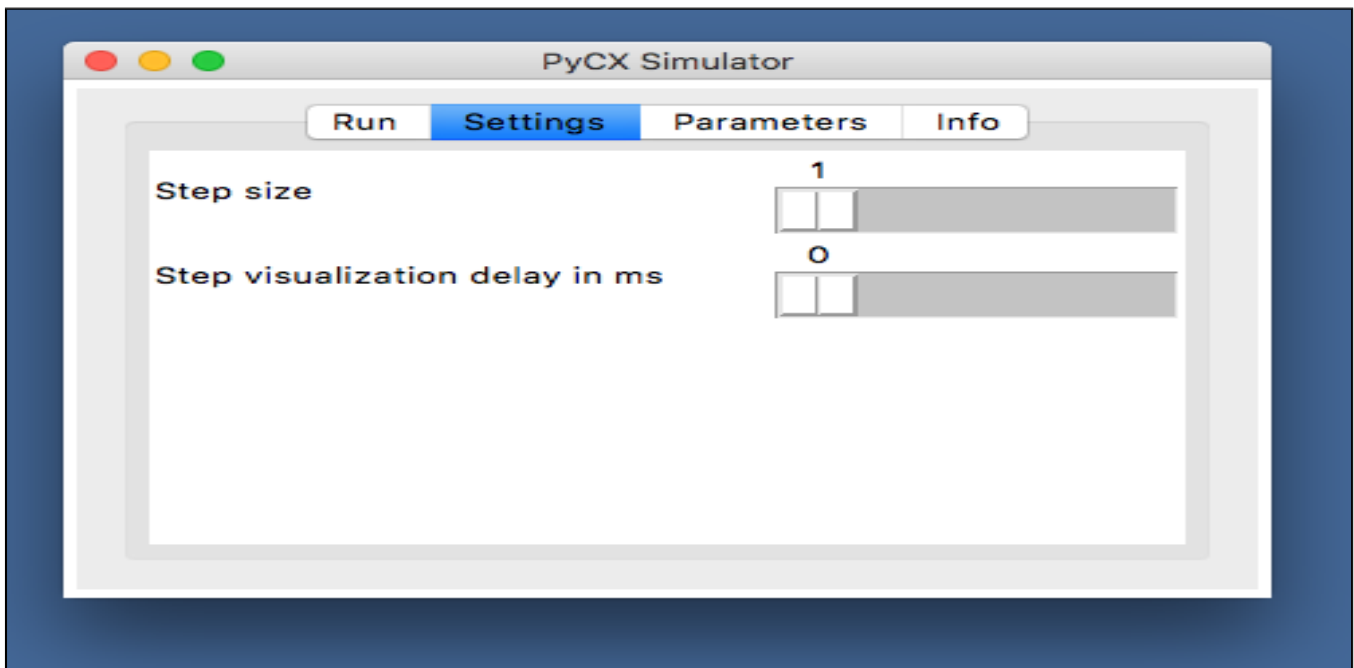 PyCX Simulator
Run Settings Parameters Info
1
Step size
0
Step visualization delay in ms